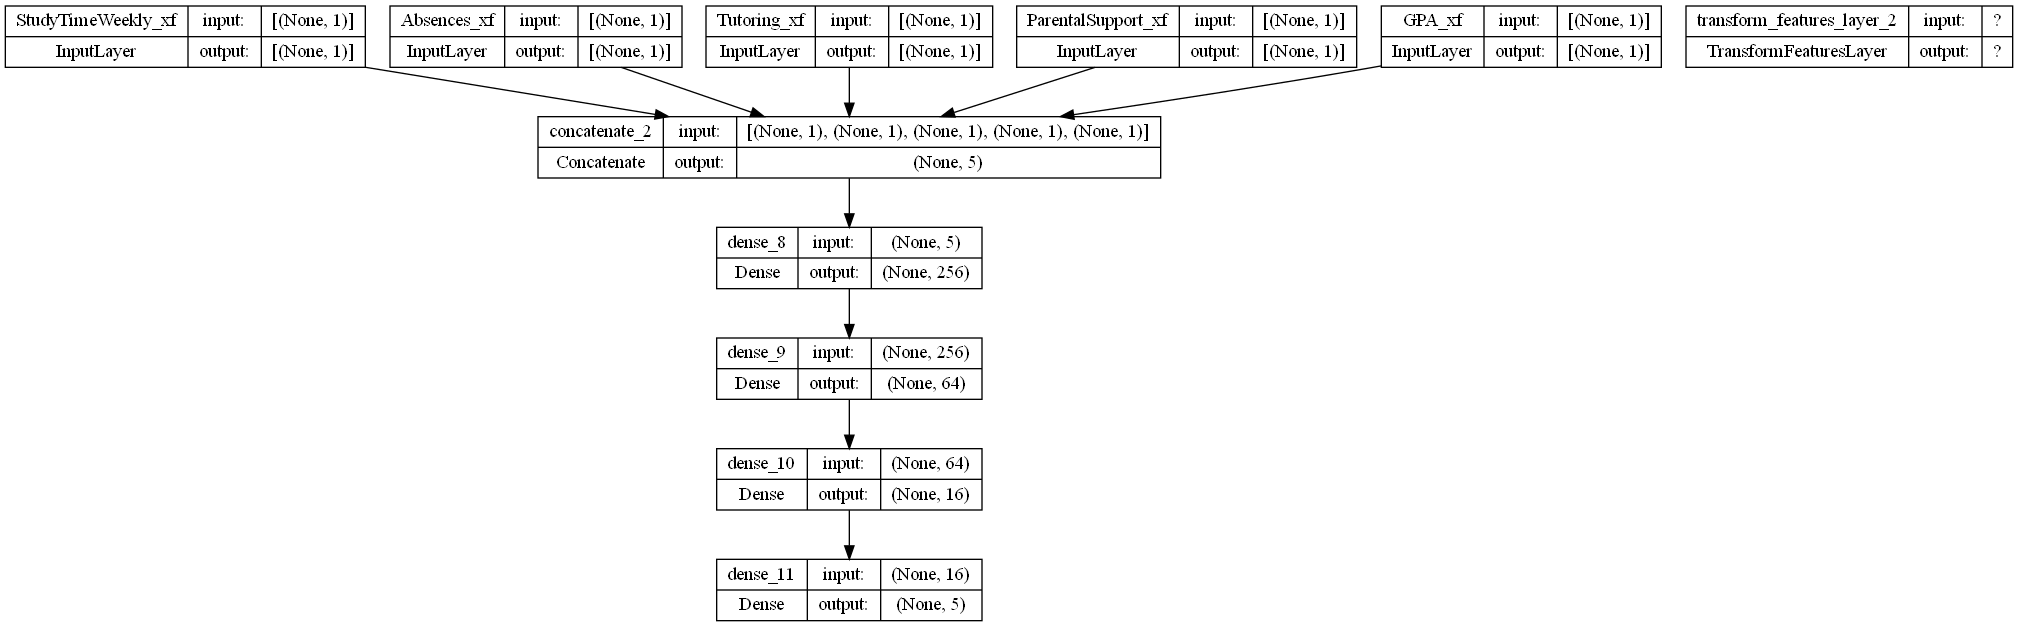 StudyTimeWeekly_xf input: [(None, 1)]
InputLayer output: [(None, 1)]
Absences_xf input: [(None, 1)]
InputLayer output: [(None, 1)]
Tutoring_xf input: [(None, 1)]
InputLayer output: [(None, 1)]
ParentalSupport_xf input: [(None, 1)]
InputLayer output: [(None, 1)]
GPA_xf input: [(None, 1)]
InputLayer output: [(None, 1)]
transform_features_layer_2 input: ?
TransformFeaturesLayer output: ?
concatenate_2 input: [(None, 1), (None, 1), (None, 1), (None, 1), (None, 1)]
Concatenate output: (None, 5)
dense_8 input: (None, 5)
Dense output: (None, 256)
dense_9 input: (None, 256)
Dense output: (None, 64)
dense_10 input: (None, 64)
Dense output: (None, 16)
dense_11 input: (None, 16)
Dense output: (None, 5)